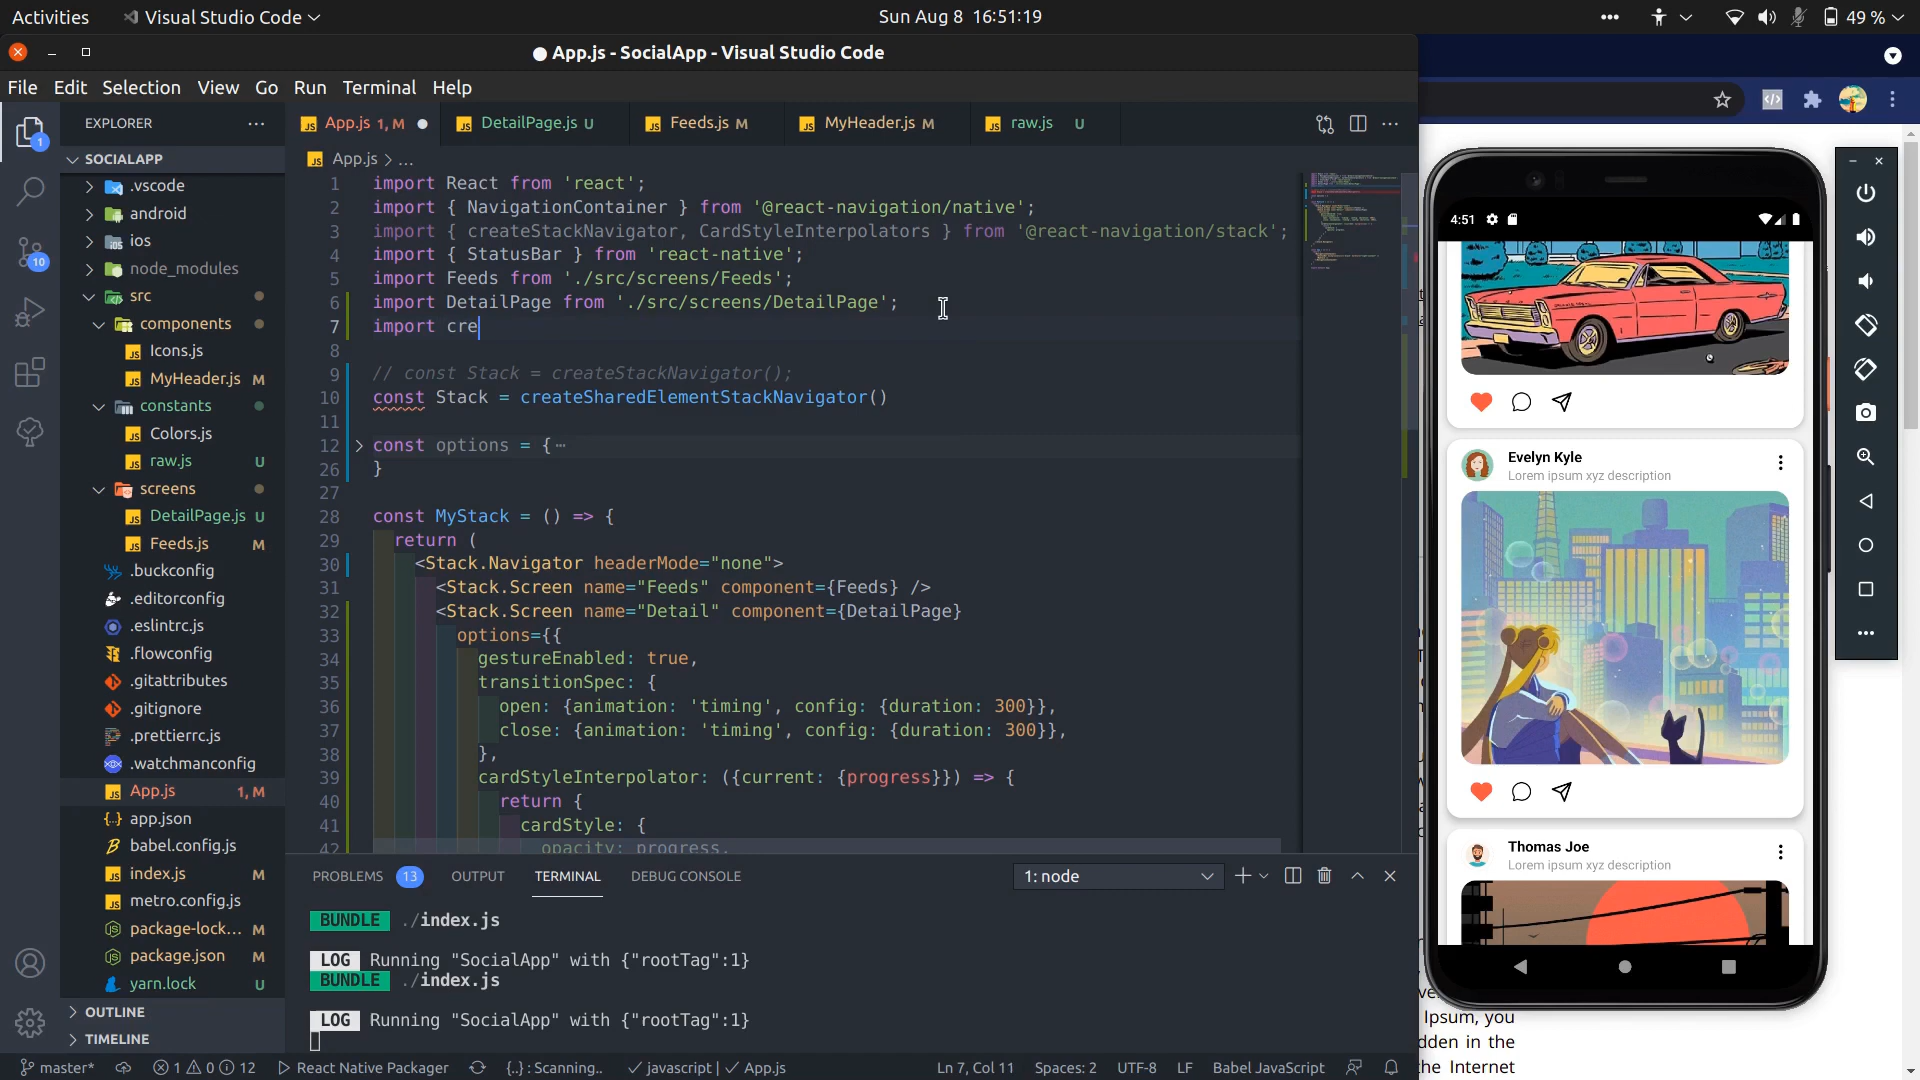 Activities
Visual Studio Code
Sun Aug 8 16:51:19
49 %
App.js - SocialApp - Visual Studio Code
File Edit Selection View Go Run Terminal Help
EXPLORER
SOCIALAPP
.vscode
android
ios
node_modules
src
components
Icons.js
MyHeader.js M
constants
Colors.js
raw.js U
screens
DetailPage.js U
Feeds.js M
.buckconfig
.editorconfig
.eslintrc.js
.flowconfig
.gitattributes
.gitignore
.prettierrc.js
.watchmanconfig
App.js 1, M
app.json
babel.config.js
index.js M
metro.config.js
package-lock... M
package.json M
yarn.lock U
OUTLINE
TIMELINE
1
10
App.js 1, M
DetailPage.js U
Feeds.js M
MyHeader.js M
raw.js U
App.js > ...
1 import React from 'react';
2 import { NavigationContainer } from '@react-navigation/native';
3 import { createStackNavigator, CardStyleInterpolators } from '@react-navigation/stack';
4 import { StatusBar } from 'react-native';
5 import Feeds from './src/screens/Feeds';
6 import DetailPage from './src/screens/DetailPage';
7 import cre
8
9 // const Stack = createStackNavigator();
10 const Stack = createSharedElementStackNavigator()
11
12 const options = {⋯
26 }
27
28 const MyStack = () => {
29 return (
30 <Stack.Navigator headerMode="none">
31 <Stack.Screen name="Feeds" component={Feeds} />
32 <Stack.Screen name="Detail" component={DetailPage}
33 options={{
34 gestureEnabled: true,
35 transitionSpec: {
36 open: {animation: 'timing', config: {duration: 300}},
37 close: {animation: 'timing', config: {duration: 300}},
38 },
39 cardStyleInterpolator: ({current: {progress}}) => {
40 return {
41 cardStyle: {
42 opacity: progress,
PROBLEMS 13 OUTPUT TERMINAL DEBUG CONSOLE
1: node
BUNDLE ./index.js
LOG Running "SocialApp" with {"rootTag":1}
BUNDLE ./index.js
LOG Running "SocialApp" with {"rootTag":1}
master* 1 0 12 React Native Packager {..}: Scanning.. javascript | App.js Ln 7, Col 11 Spaces: 2 UTF-8 LF Babel JavaScript
4:51
Evelyn Kyle
Lorem ipsum xyz description
Thomas Joe
Lorem ipsum xyz description
Ipsum, you
dden in the
he Internet